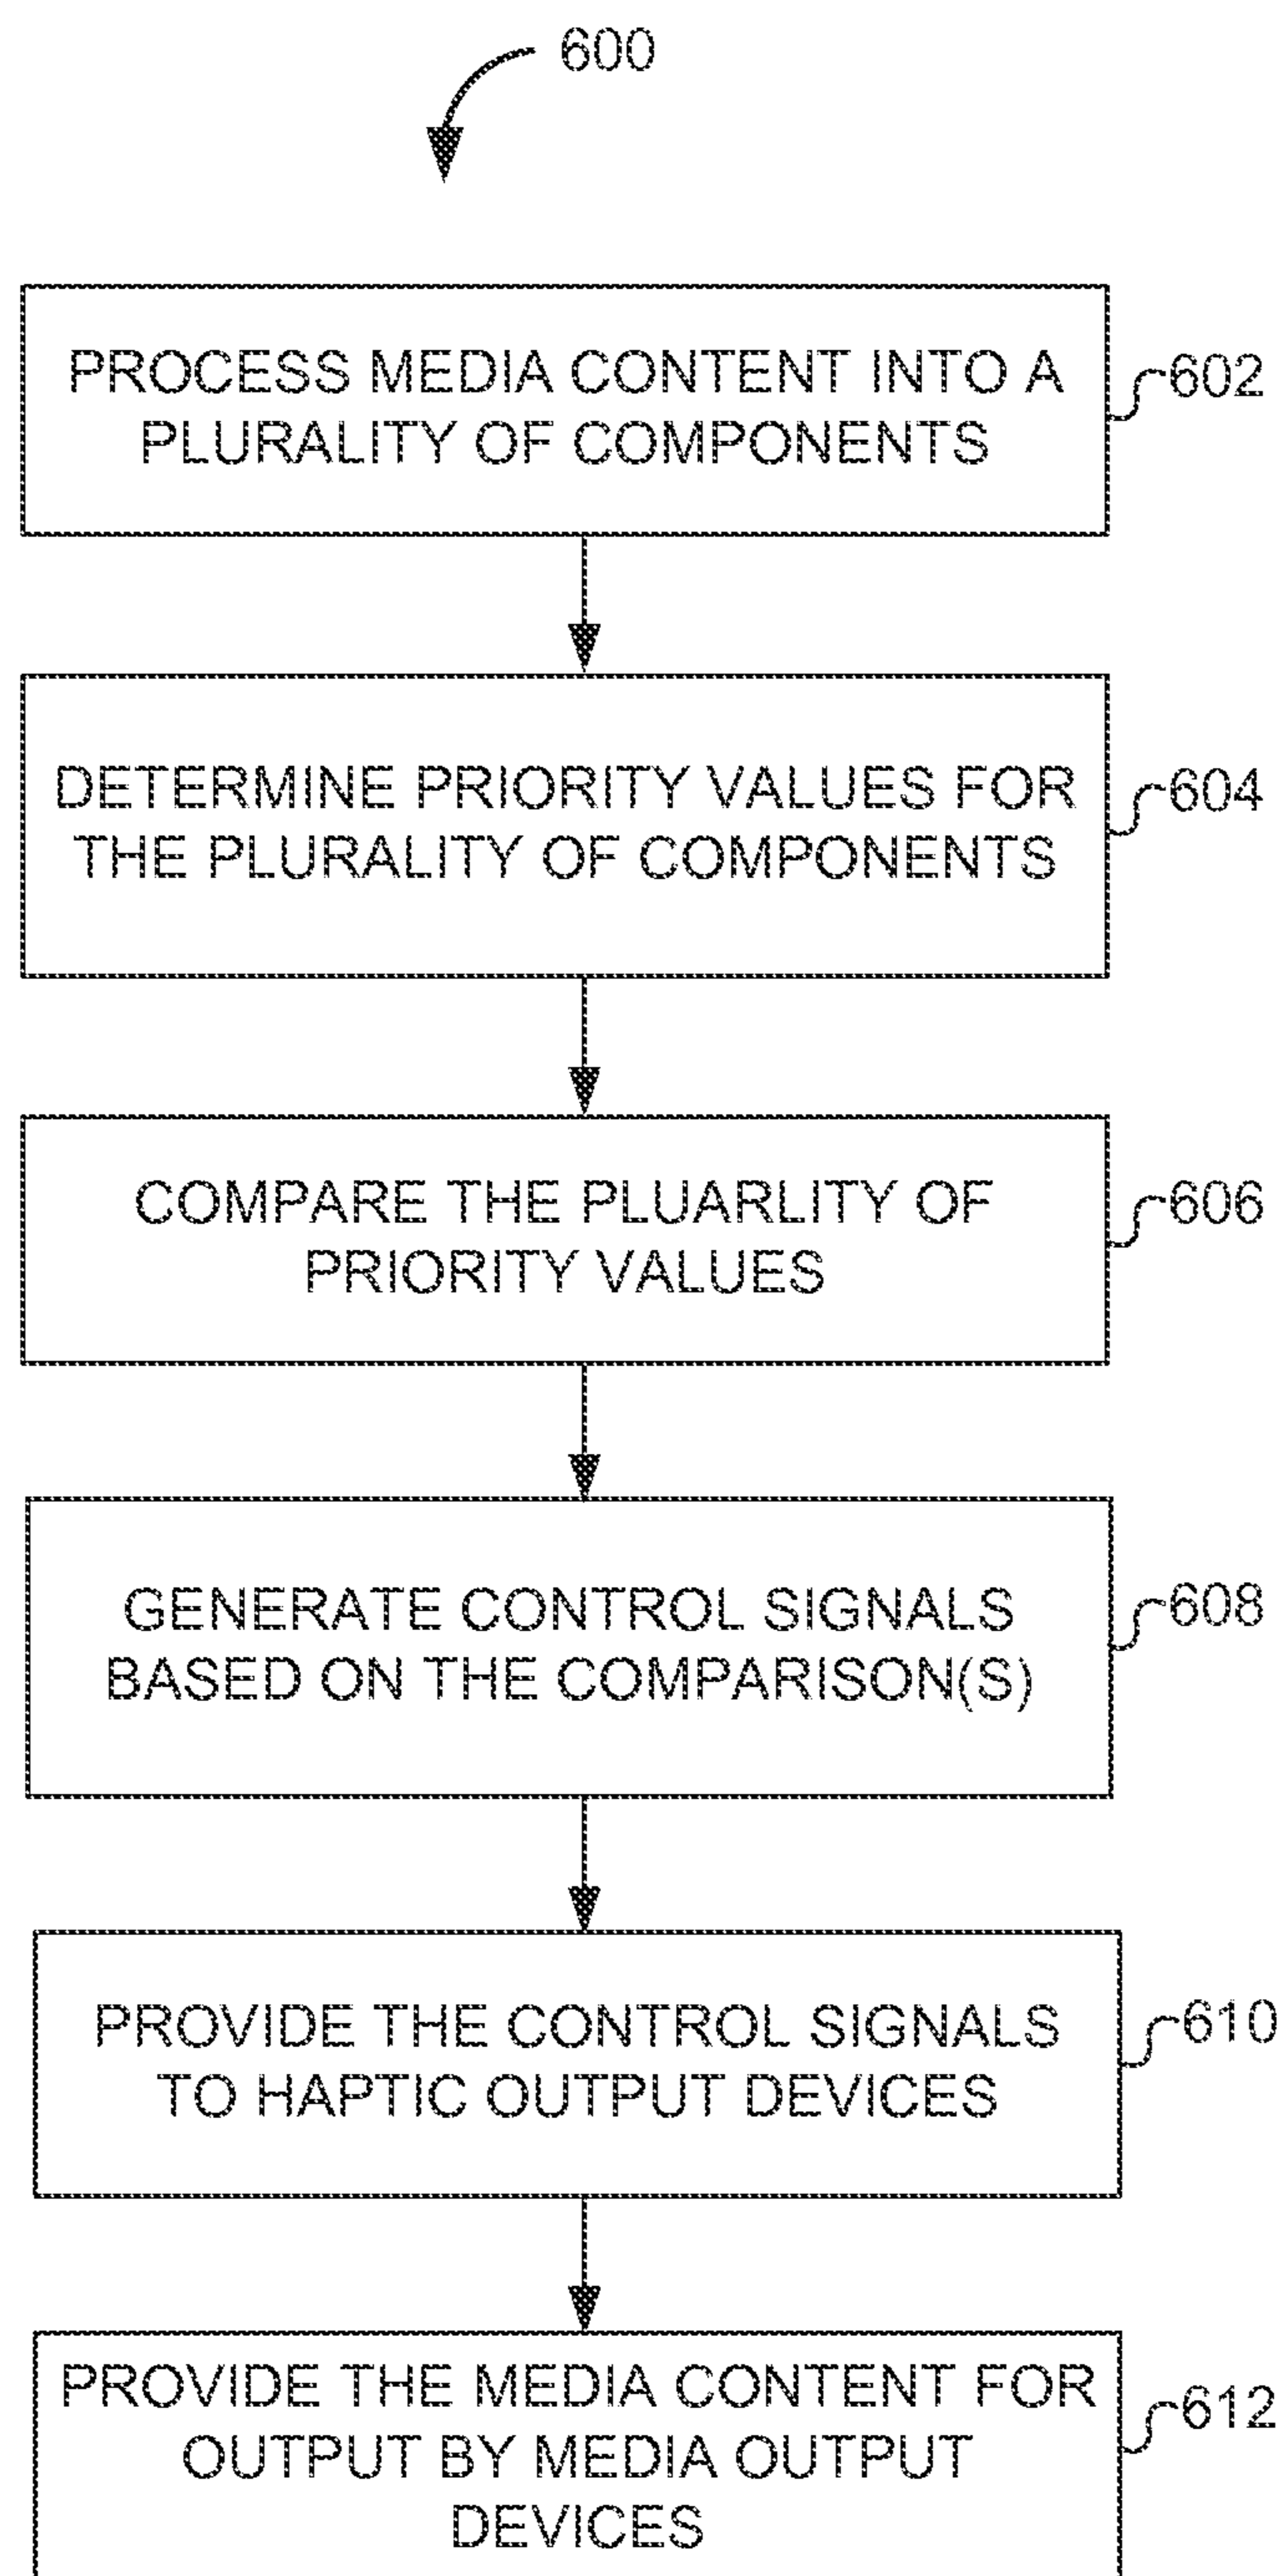 600
PROCESS MEDIA CONTENT INTO A
PLURALITY OF COMPONENTS
602
DETERMINE PRIORITY VALUES FOR
THE PLURALITY OF COMPONENTS
604
COMPARE THE PLUARLITY OF
PRIORITY VALUES
606
GENERATE CONTROL SIGNALS
BASED ON THE COMPARISON(S)
608
PROVIDE THE CONTROL SIGNALS
TO HAPTIC OUTPUT DEVICES
610
PROVIDE THE MEDIA CONTENT FOR
OUTPUT BY MEDIA OUTPUT
DEVICES
612